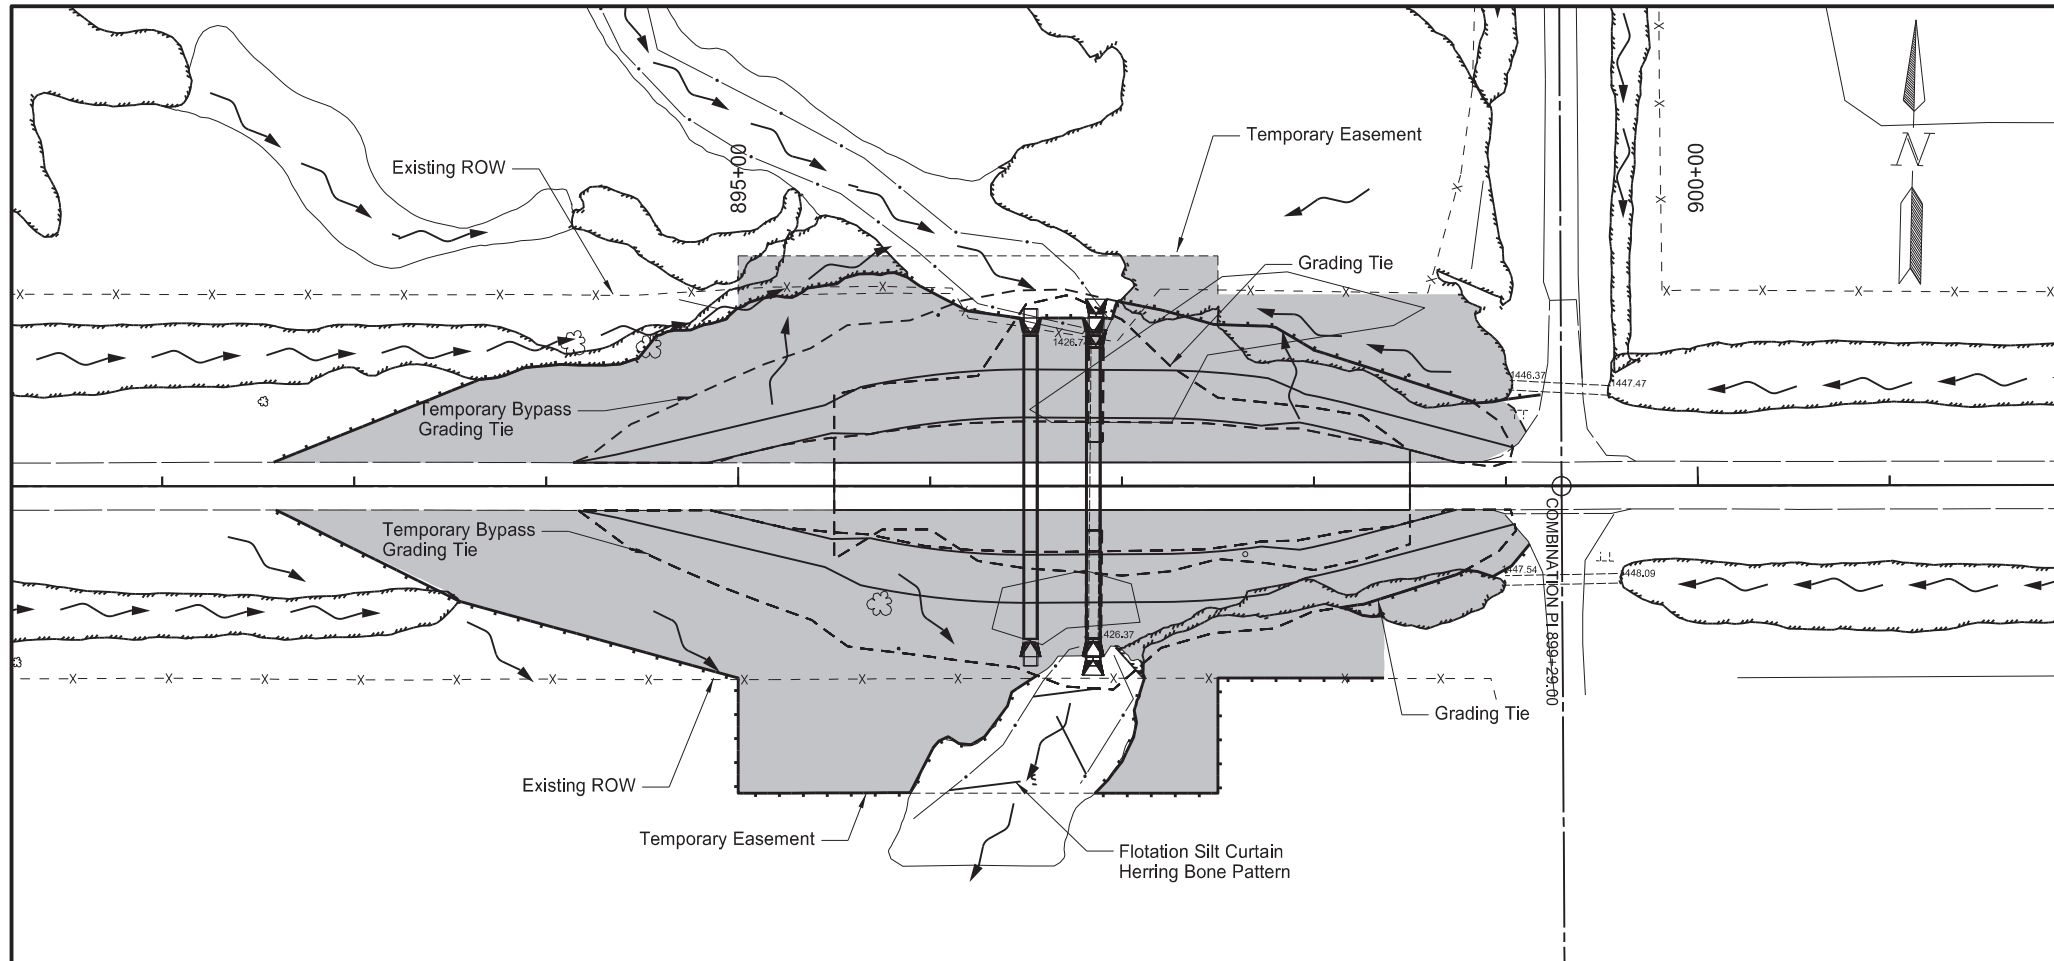 Temporary Easement
Existing ROW
895+00
900+00
N
Grading Tie
1426.74
1446.37
1447.47
Temporary Bypass
Grading Tie
Temporary Bypass
Grading Tie
1447.54
1448.09
COMBINATION PI 899+29.00
426.37
Grading Tie
Existing ROW
Temporary Easement
Flotation Silt Curtain
Herring Bone Pattern